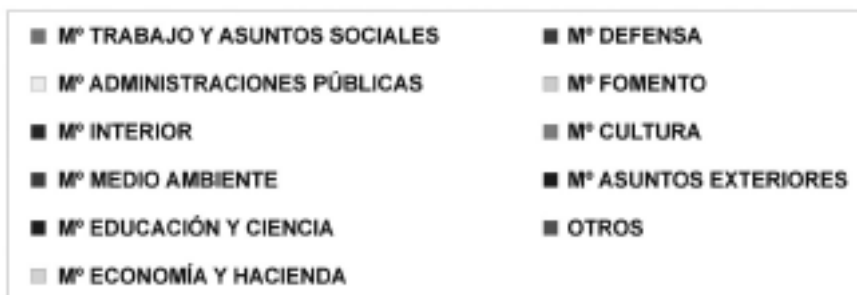 Mº TRABAJO Y ASUNTOS SOCIALES
Mº ADMINISTRACIONES PÚBLICAS
Mº INTERIOR
Mº MEDIO AMBIENTE
Mº EDUCACIÓN Y CIENCIA
Mº ECONOMÍA Y HACIENDA
Mº DEFENSA
Mº FOMENTO
Mº CULTURA
Mº ASUNTOS EXTERIORES
OTROS